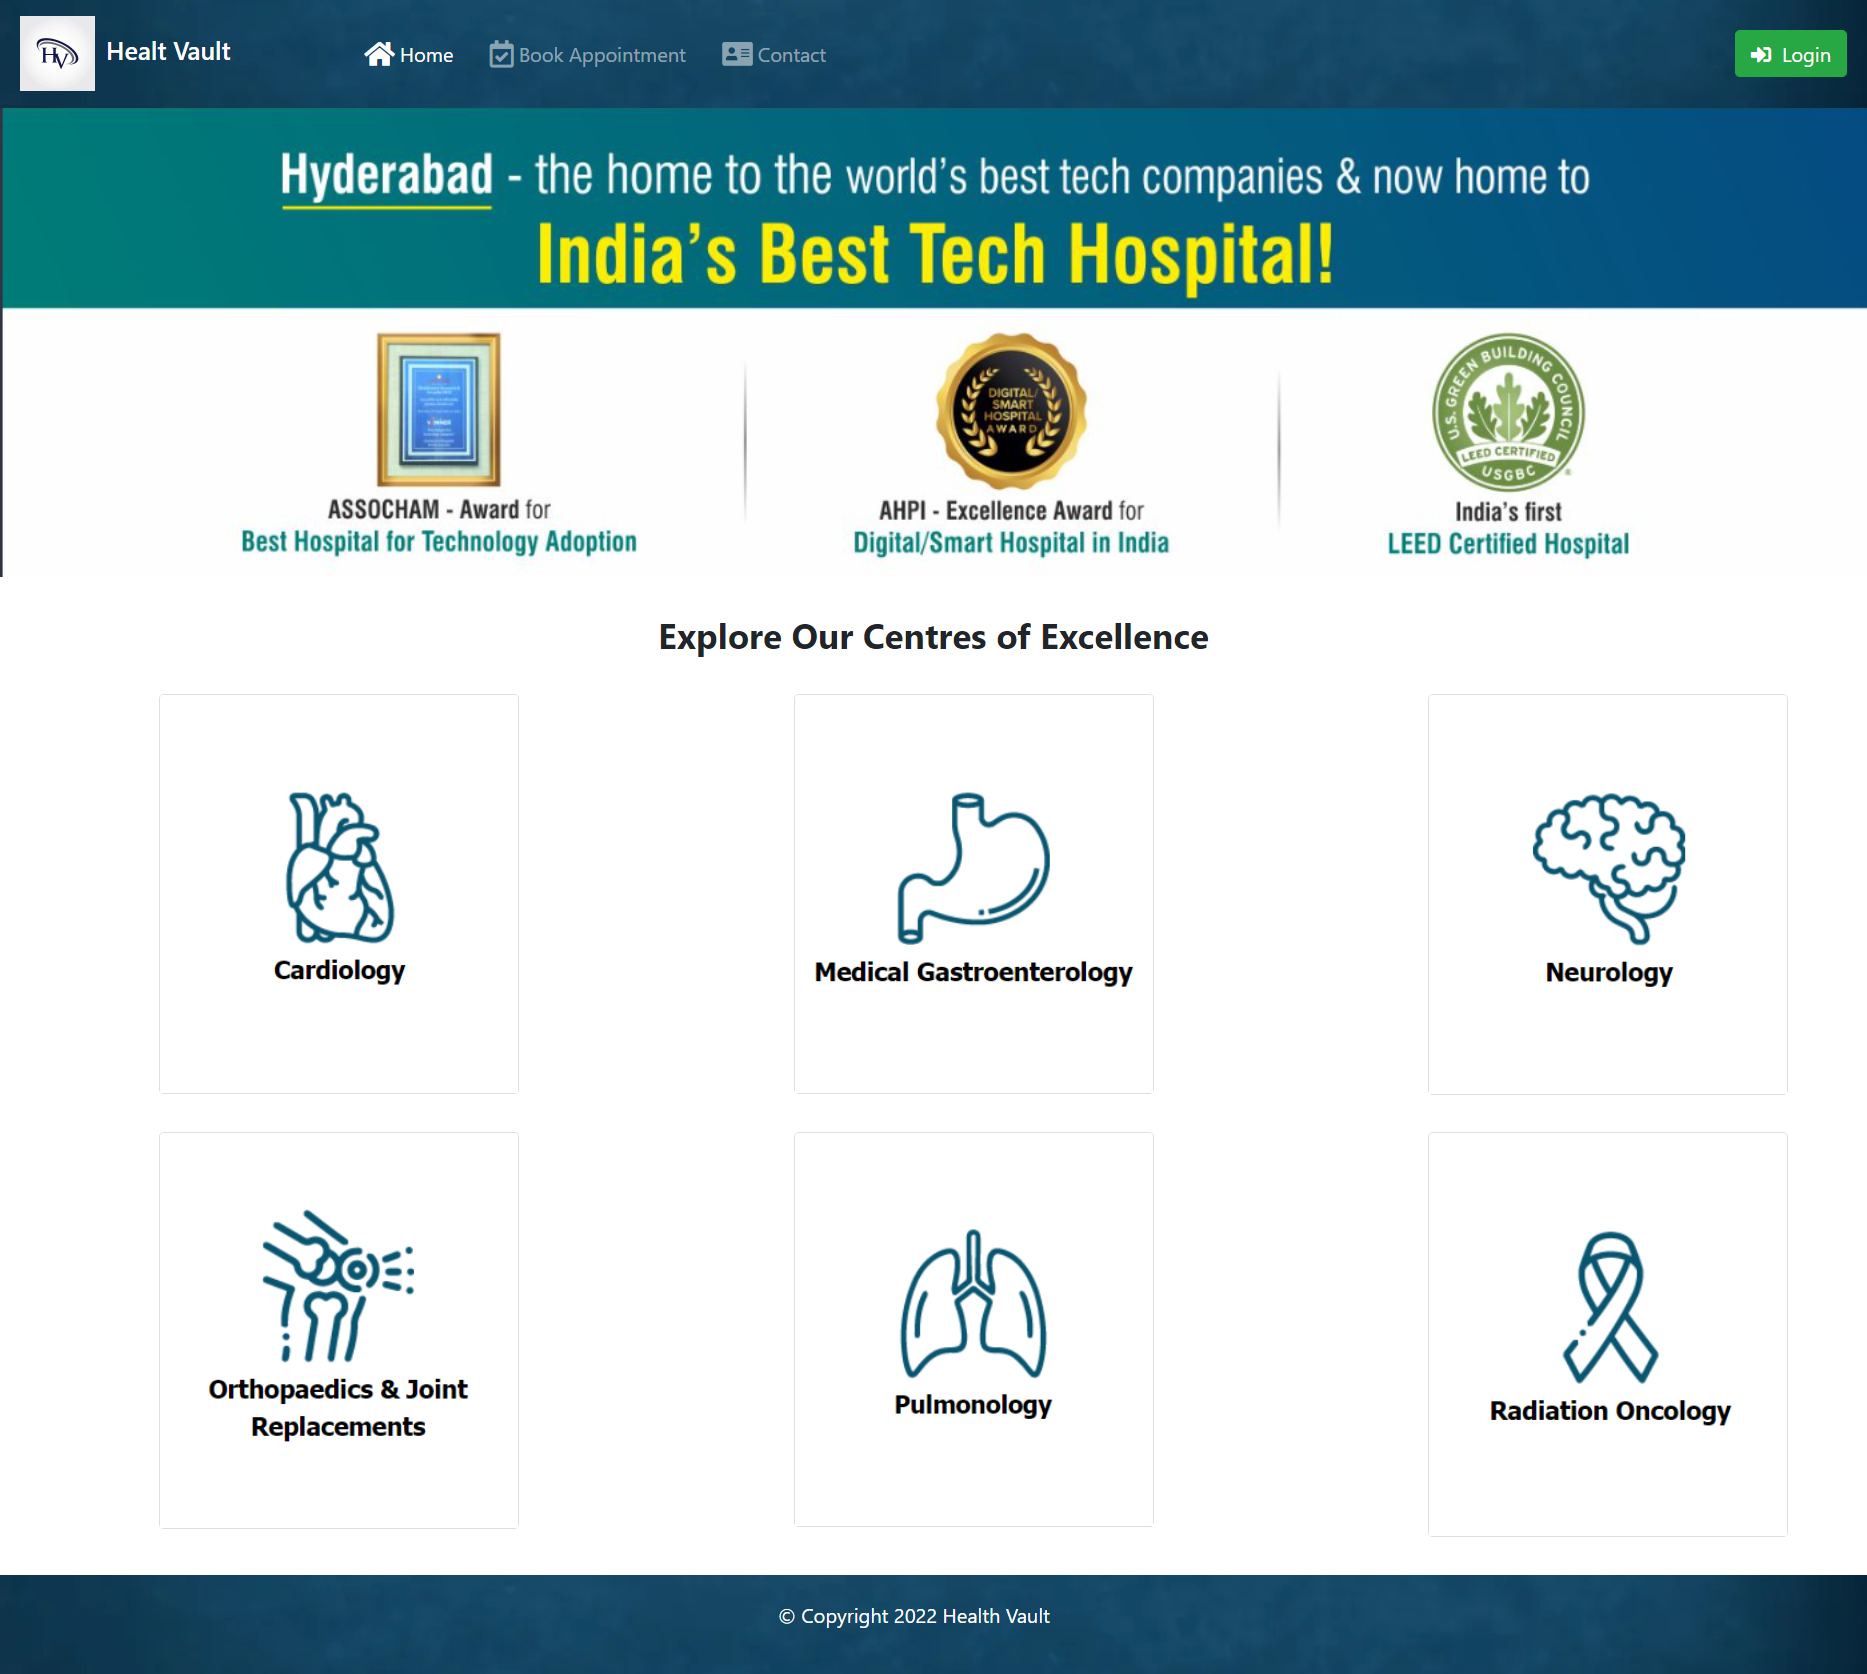 HV
Healt Vault
Home
Book Appointment
Contact
Login
Hyderabad - the home to the world's best tech companies & now home to
India's Best Tech Hospital!
WINNER
DIGITAL/
SMART
HOSPITAL
AWARD
U.S. GREEN BUILDING COUNCIL
LEED CERTIFIED
USGBC
®
ASSOCHAM - Award for
Best Hospital for Technology Adoption
AHPI - Excellence Award for
Digital/Smart Hospital in India
India's first
LEED Certified Hospital
Explore Our Centres of Excellence
Cardiology
Medical Gastroenterology
Neurology
Orthopaedics & Joint
Replacements
Pulmonology
Radiation Oncology
© Copyright 2022 Health Vault